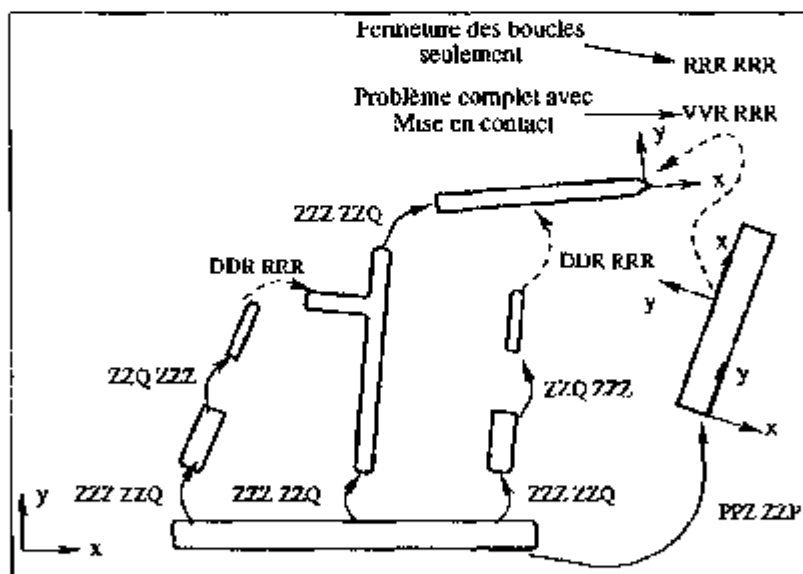 Fermeture des boucles
seulement
RRR RRR
Problème complet avec
Mise en contact
VVR RRR
y
x
ZZZ ZZQ
DDR RRR
DDR RRR
x
y
ZZQ ZZZ
ZZQ ZZZ
y
x
ZZZ ZZQ
ZZZ ZZQ
ZZZ ZZQ
PPZ ZZP
y
x